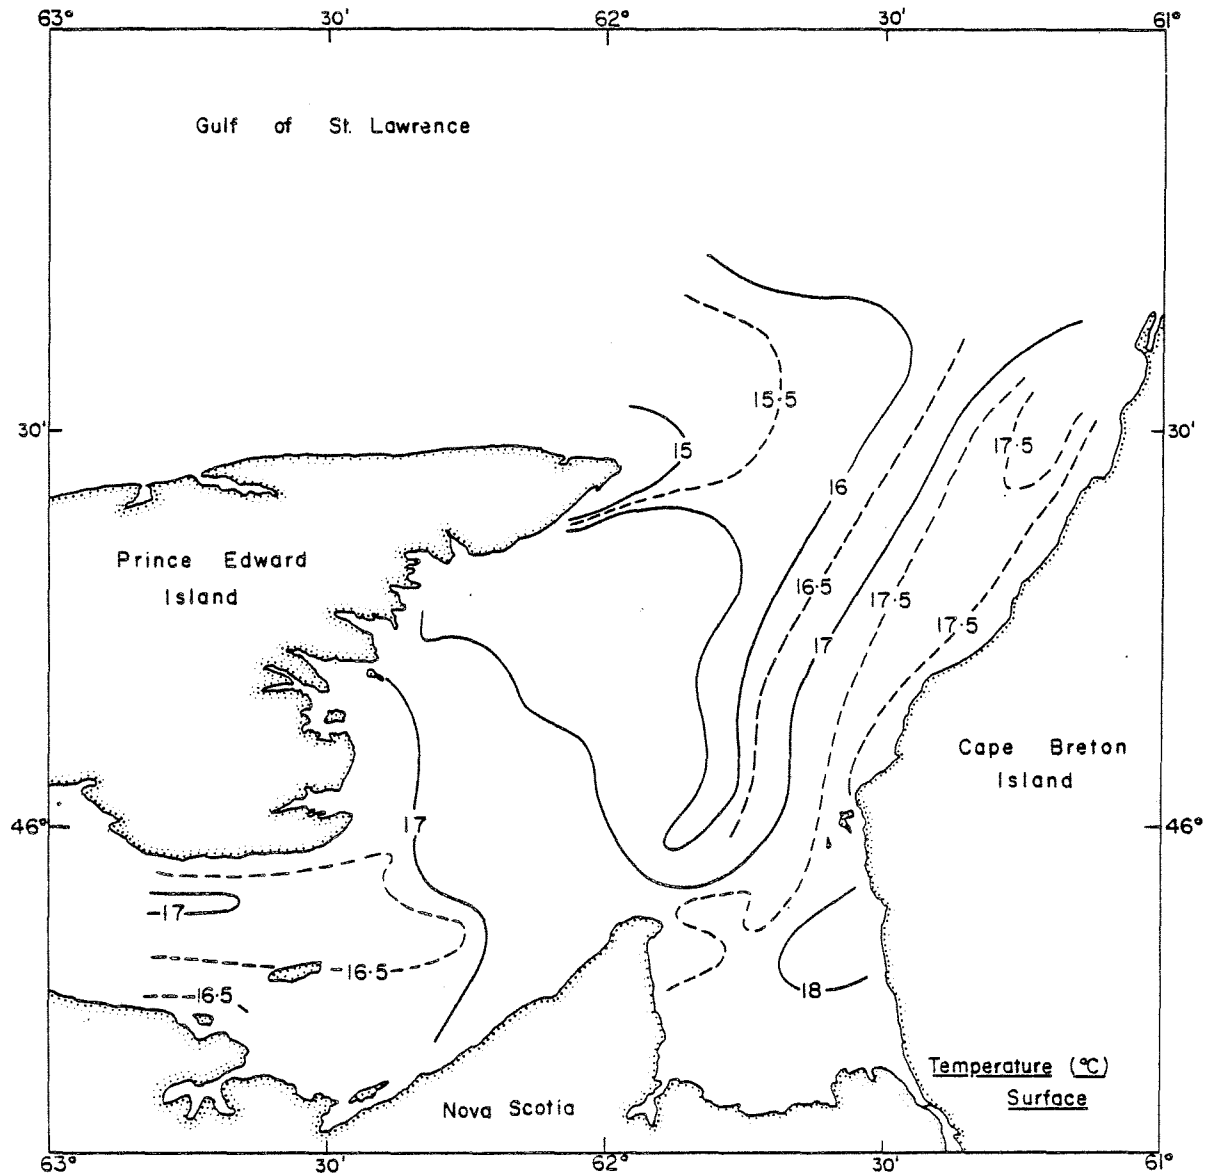 63° 30' 62° 30' 61°
Gulf of St. Lawrence
15·5
30' 30'
17·5
15
16
Prince Edward
Island
16·5
17·5
17·5
17
Cape Breton
Island
46° 17 46°
17
16·5
18
16·5
Temperature (°C)
Surface
Nova Scotia
63° 30' 62° 30' 61°